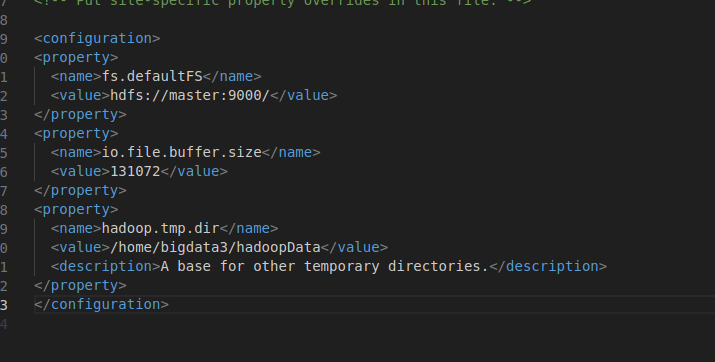 7 <!-- Put site-specific property overrides in this file. -->
8
9 <configuration>
0 <property>
1   <name>fs.defaultFS</name>
2   <value>hdfs://master:9000/</value>
3 </property>
4 <property>
5   <name>io.file.buffer.size</name>
6   <value>131072</value>
7 </property>
8 <property>
9   <name>hadoop.tmp.dir</name>
0   <value>/home/bigdata3/hadoopData</value>
1   <description>A base for other temporary directories.</description>
2 </property>
3 </configuration>
4